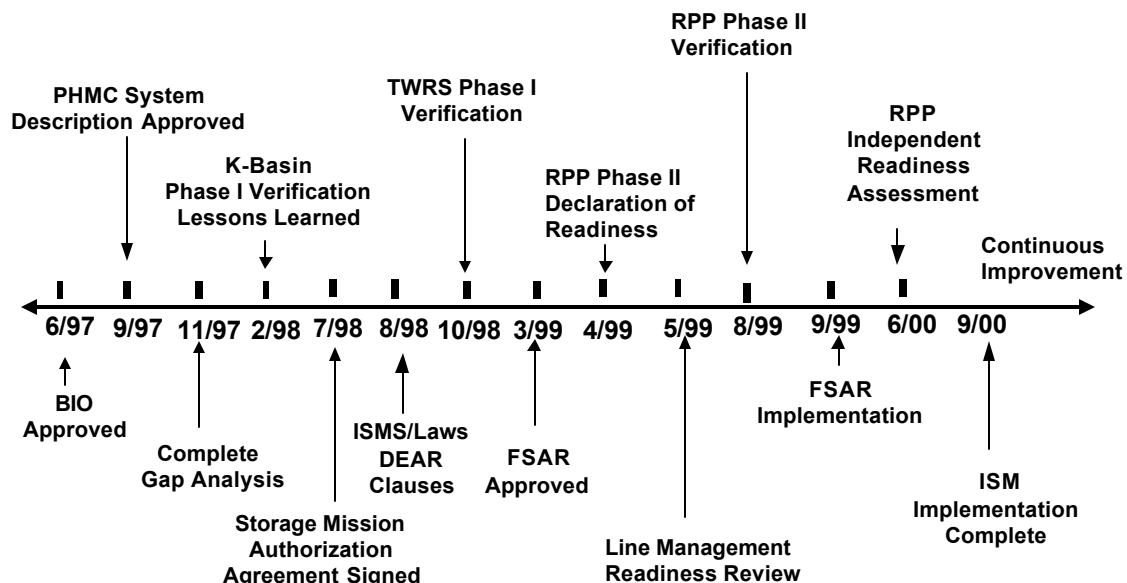 RPP Phase II
Verification
TWRS Phase I
Verification
PHMC System
Description Approved
RPP
Independent
Readiness
Assessment
K-Basin
Phase I Verification
Lessons Learned
RPP Phase II
Declaration of
Readiness
Continuous
Improvement
6/97 9/97 11/97 2/98 7/98 8/98 10/98 3/99 4/99 5/99 8/99 9/99 6/00 9/00
BIO
Approved
Complete
Gap Analysis
Storage Mission
Authorization
Agreement Signed
ISMS/Laws
DEAR
Clauses
FSAR
Approved
Line Management
Readiness Review
FSAR
Implementation
ISM
Implementation
Complete